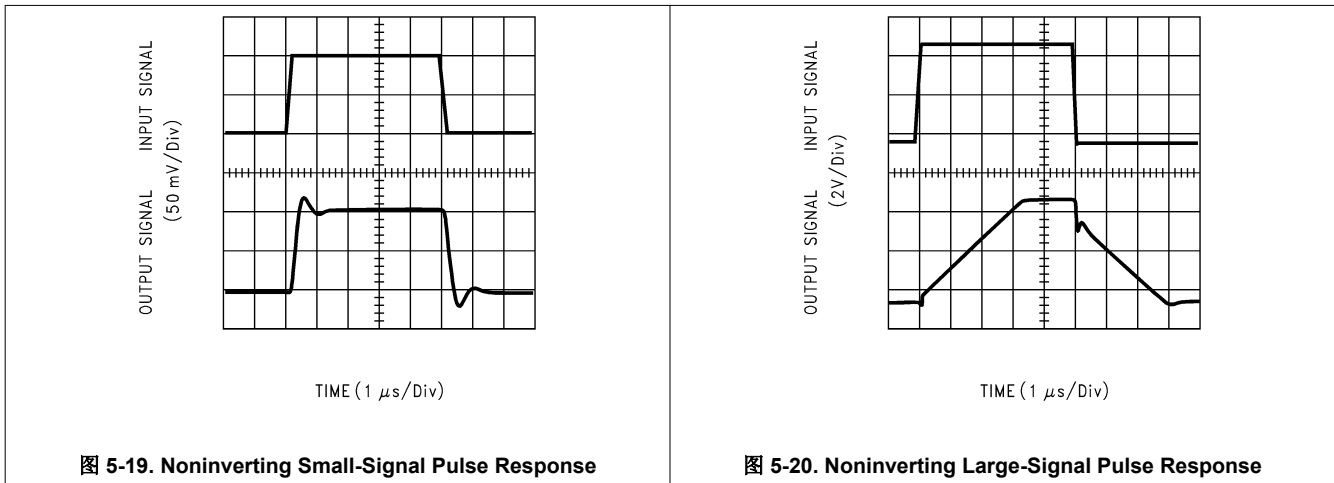 INPUT SIGNAL
OUTPUT SIGNAL
(50 mV/Div)
TIME (1 μs/Div)
图 5-19. Noninverting Small-Signal Pulse Response
INPUT SIGNAL
OUTPUT SIGNAL
(2V/Div)
TIME (1 μs/Div)
图 5-20. Noninverting Large-Signal Pulse Response